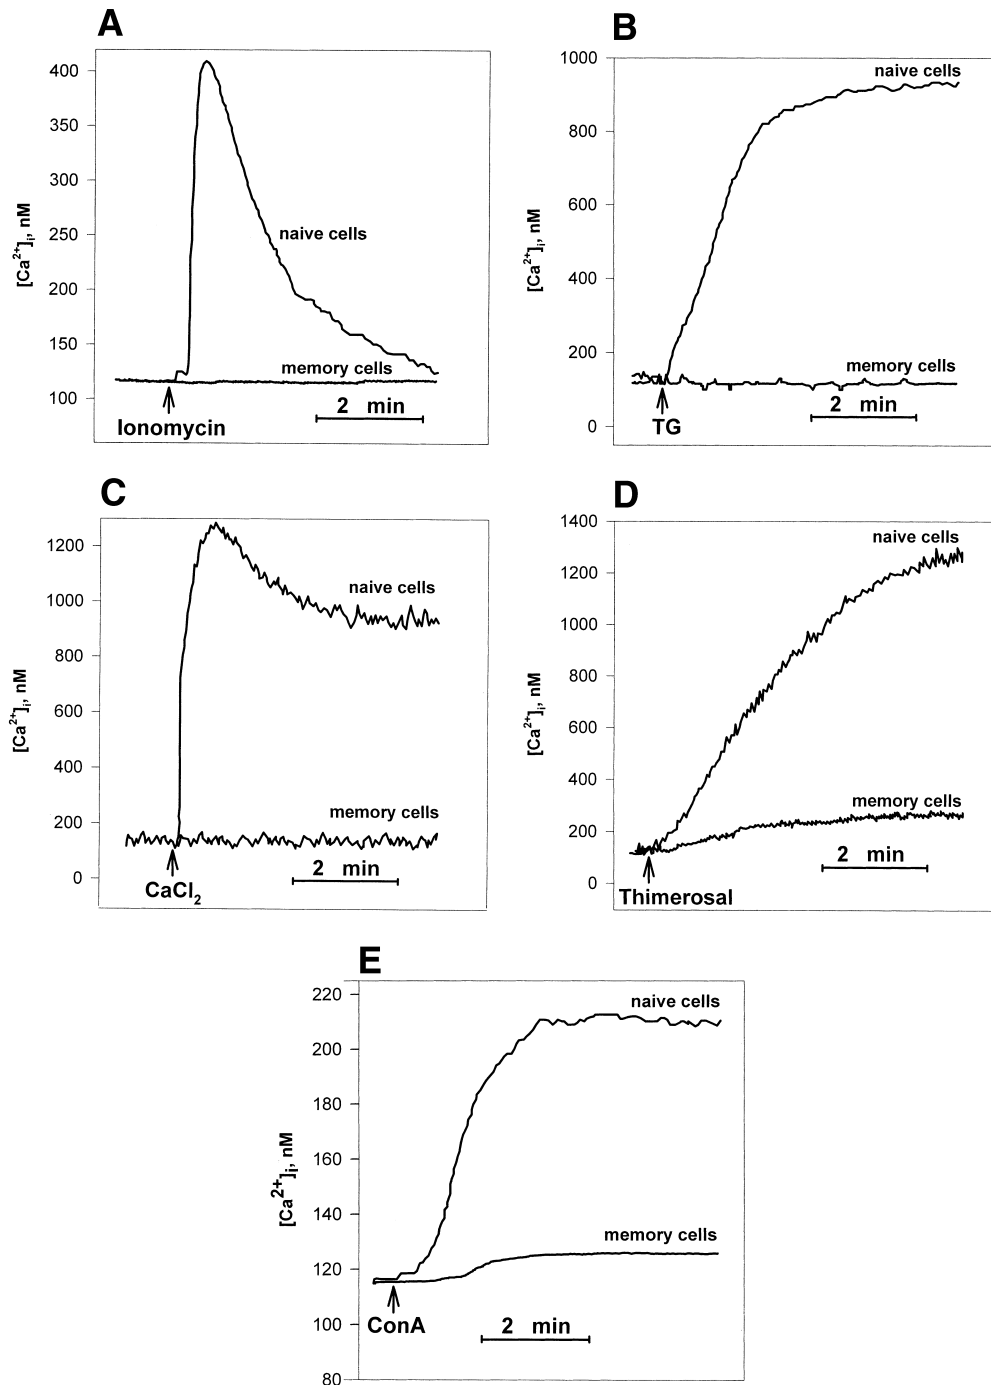 A
[Ca²⁺]ᵢ, nM
400
350
300
250
200
150
100
naive cells
memory cells
2 min
Ionomycin
B
[Ca²⁺]ᵢ, nM
1000
800
600
400
200
0
naive cells
memory cells
2 min
TG
C
[Ca²⁺]ᵢ, nM
1200
1000
800
600
400
200
0
naive cells
memory cells
2 min
CaCl₂
D
[Ca²⁺]ᵢ, nM
1400
1200
1000
800
600
400
200
0
naive cells
memory cells
2 min
Thimerosal
E
[Ca²⁺]ᵢ, nM
220
200
180
160
140
120
100
80
naive cells
memory cells
2 min
ConA